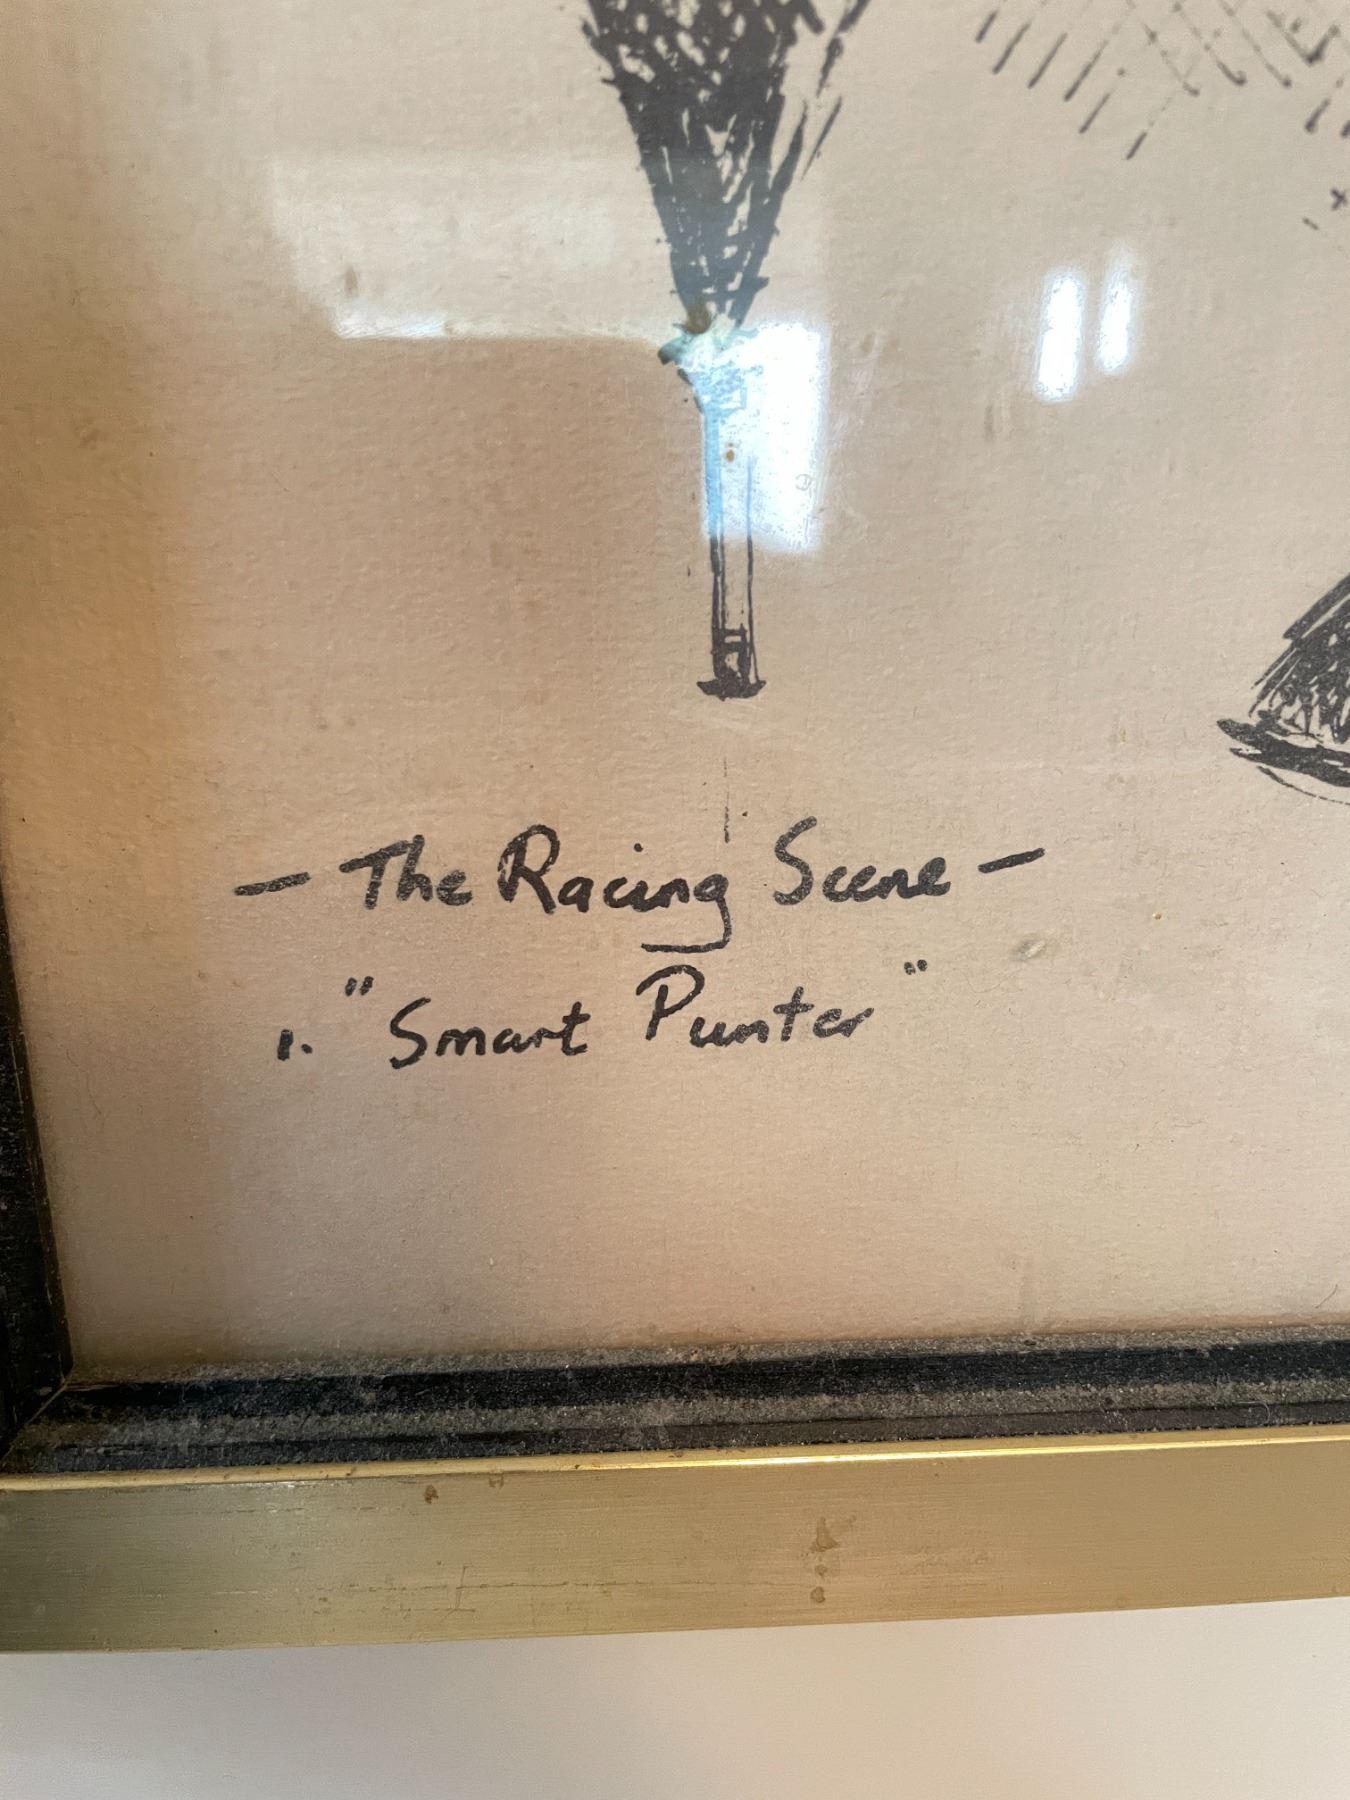 — The Racing Scene —
1. "Smart Punter"